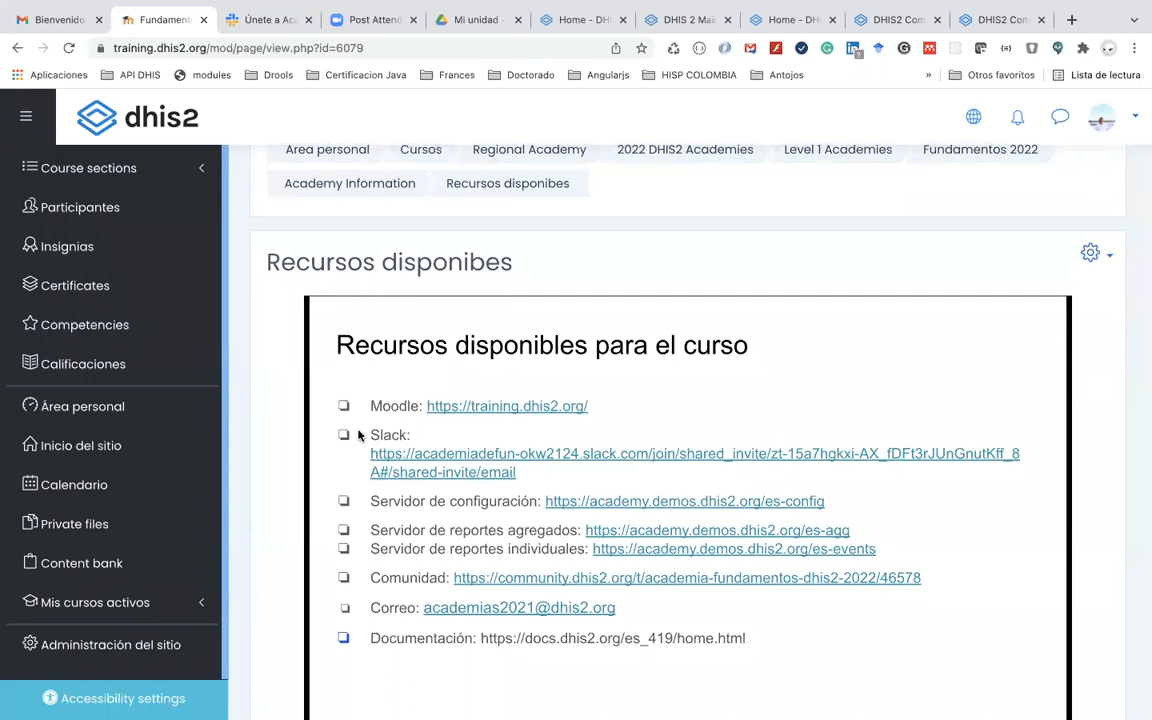 Bienvenido
Fundament
Únete a Aca
Post Attend
Mi unidad -
Home - DHI
DHIS 2 Mai
Home - DHI
DHIS2 Com
DHIS2 Com
training.dhis2.org/mod/page/view.php?id=6079
Aplicaciones
API DHIS
modules
Drools
Certificacion Java
Frances
Doctorado
Angularjs
HISP COLOMBIA
Antojos
»
Otros favoritos
Lista de lectura
dhis2
Course sections
Participantes
Insignias
Certificates
Competencies
Calificaciones
Área personal
Inicio del sitio
Calendario
Private files
Content bank
Mis cursos activos
Administración del sitio
Accessibility settings
Área personal
Cursos
Regional Academy
2022 DHIS2 Academies
Level 1 Academies
Fundamentos 2022
Academy Information
Recursos disponibes
Recursos disponibes
Recursos disponibles para el curso
Moodle: https://training.dhis2.org/
Slack:
https://academiadefun-okw2124.slack.com/join/shared_invite/zt-15a7hgkxi-AX_fDFt3rJUnGnutKff_8
A#/shared-invite/email
Servidor de configuración: https://academy.demos.dhis2.org/es-config
Servidor de reportes agregados: https://academy.demos.dhis2.org/es-agg
Servidor de reportes individuales: https://academy.demos.dhis2.org/es-events
Comunidad: https://community.dhis2.org/t/academia-fundamentos-dhis2-2022/46578
Correo: academias2021@dhis2.org
Documentación: https://docs.dhis2.org/es_419/home.html